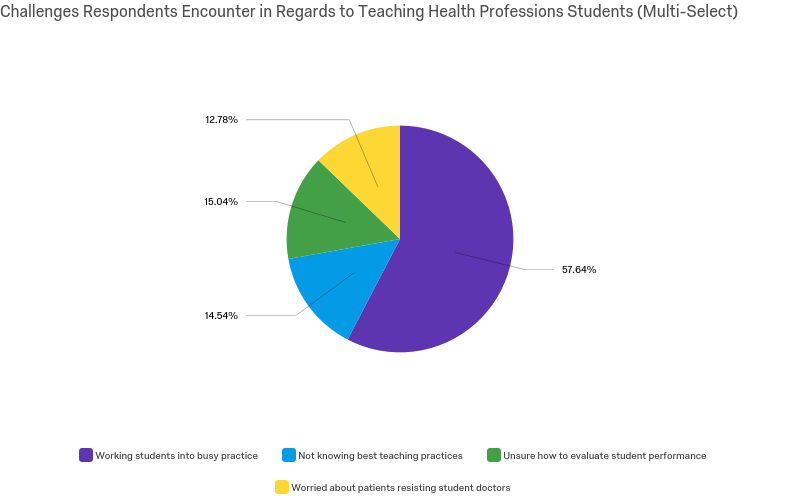 Challenges Respondents Encounter in Regards to Teaching Health Professions Students (Multi-Select)
12.78%
15.04%
57.64%
14.54%
Working students into busy practice
Not knowing best teaching practices
Unsure how to evaluate student performance
Worried about patients resisting student doctors